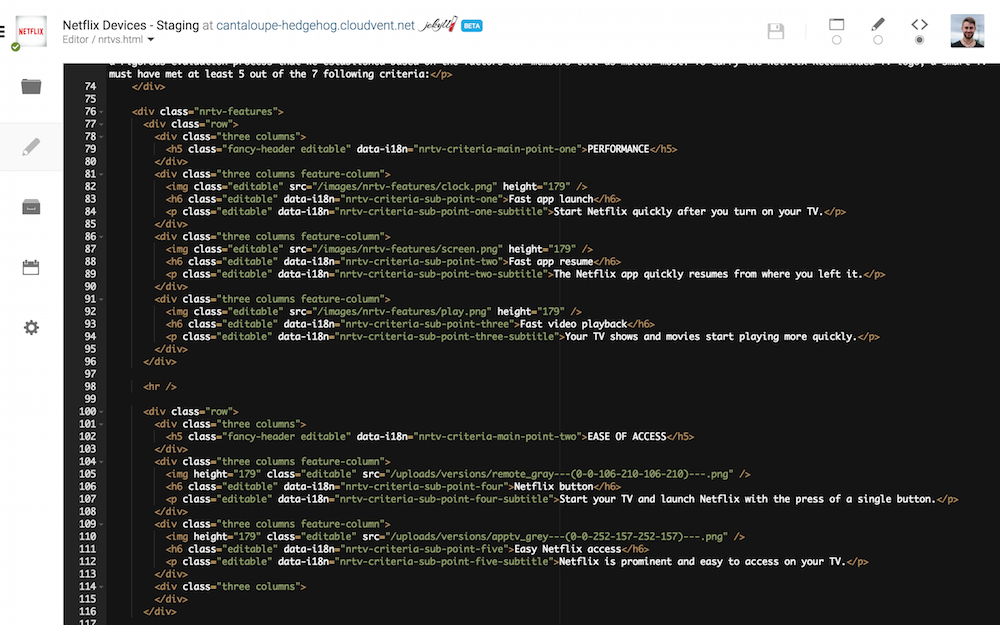 Netflix Devices - Staging at cantaloupe-hedgehog.cloudvent.net jekyll BETA
NETFLIX
Editor / nrtvs.html
must have met at least 5 out of the 7 following criteria:</p>
74 </div>
75
76 <div class="nrtv-features">
77 <div class="row">
78 <div class="three columns">
79 <h5 class="fancy-header editable" data-i18n="nrtv-criteria-main-point-one">PERFORMANCE</h5>
80 </div>
81 <div class="three columns feature-column">
82 <img class="editable" src="/images/nrtv-features/clock.png" height="179" />
83 <h6 class="editable" data-i18n="nrtv-criteria-sub-point-one">Fast app launch</h6>
84 <p class="editable" data-i18n="nrtv-criteria-sub-point-one-subtitle">Start Netflix quickly after you turn on your TV.</p>
85 </div>
86 <div class="three columns feature-column">
87 <img class="editable" src="/images/nrtv-features/screen.png" height="179" />
88 <h6 class="editable" data-i18n="nrtv-criteria-sub-point-two">Fast app resume</h6>
89 <p class="editable" data-i18n="nrtv-criteria-sub-point-two-subtitle">The Netflix app quickly resumes from where you left it.</p>
90 </div>
91 <div class="three columns feature-column">
92 <img class="editable" src="/images/nrtv-features/play.png" height="179" />
93 <h6 class="editable" data-i18n="nrtv-criteria-sub-point-three">Fast video playback</h6>
94 <p class="editable" data-i18n="nrtv-criteria-sub-point-three-subtitle">Your TV shows and movies start playing more quickly.</p>
95 </div>
96 </div>
97
98 <hr />
99
100 <div class="row">
101 <div class="three columns">
102 <h5 class="fancy-header editable" data-i18n="nrtv-criteria-main-point-two">EASE OF ACCESS</h5>
103 </div>
104 <div class="three columns feature-column">
105 <img height="179" class="editable" src="/uploads/versions/remote_gray---(0-0-106-210-106-210)---.png" />
106 <h6 class="editable" data-i18n="nrtv-criteria-sub-point-four">Netflix button</h6>
107 <p class="editable" data-i18n="nrtv-criteria-sub-point-four-subtitle">Start your TV and launch Netflix with the press of a single button.</p>
108 </div>
109 <div class="three columns feature-column">
110 <img height="179" class="editable" src="/uploads/versions/apptv_grey---(0-0-252-157-252-157)---.png" />
111 <h6 class="editable" data-i18n="nrtv-criteria-sub-point-five">Easy Netflix access</h6>
112 <p class="editable" data-i18n="nrtv-criteria-sub-point-five-subtitle">Netflix is prominent and easy to access on your TV.</p>
113 </div>
114 <div class="three columns">
115 </div>
116 </div>
117